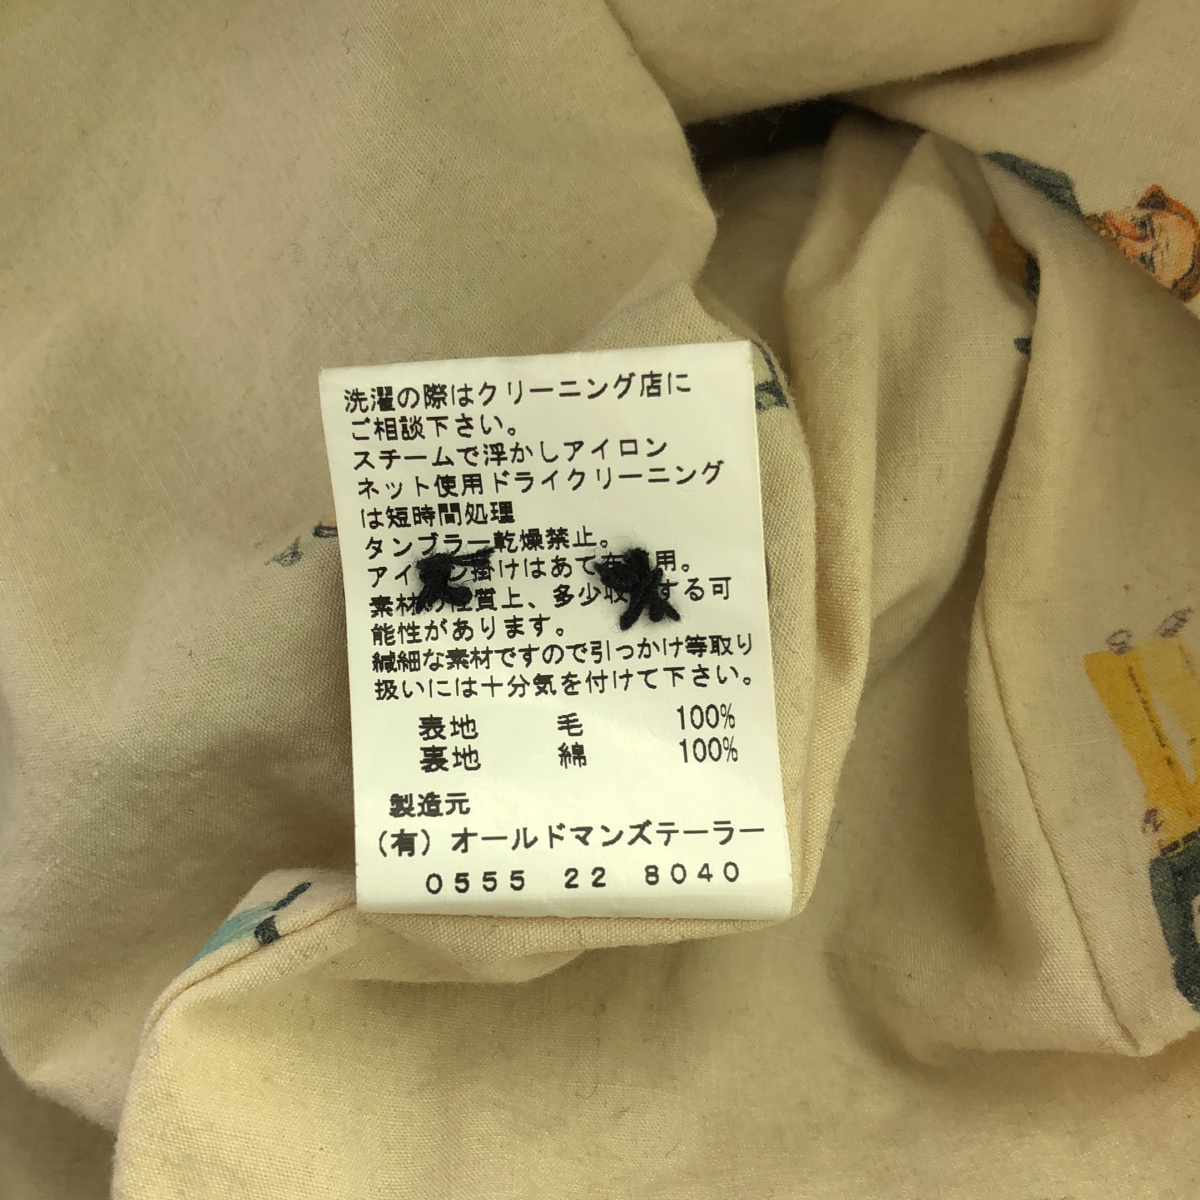 洗濯の際はクリーニング店に
ご相談下さい。
スチームで浮かしアイロン
ネット使用ドライクリーニング
は短時間処理
タンブラー乾燥禁止。
アイロン掛けはあて布使用。
素材の性質上、多少収する可
能性があります。
繊細な素材ですので引っかけ等取り
扱いには十分気を付けて下さい。
表地 毛 100%
裏地 綿 100%
製造元
(有)オールドマンズテーラー
0555 22 8040